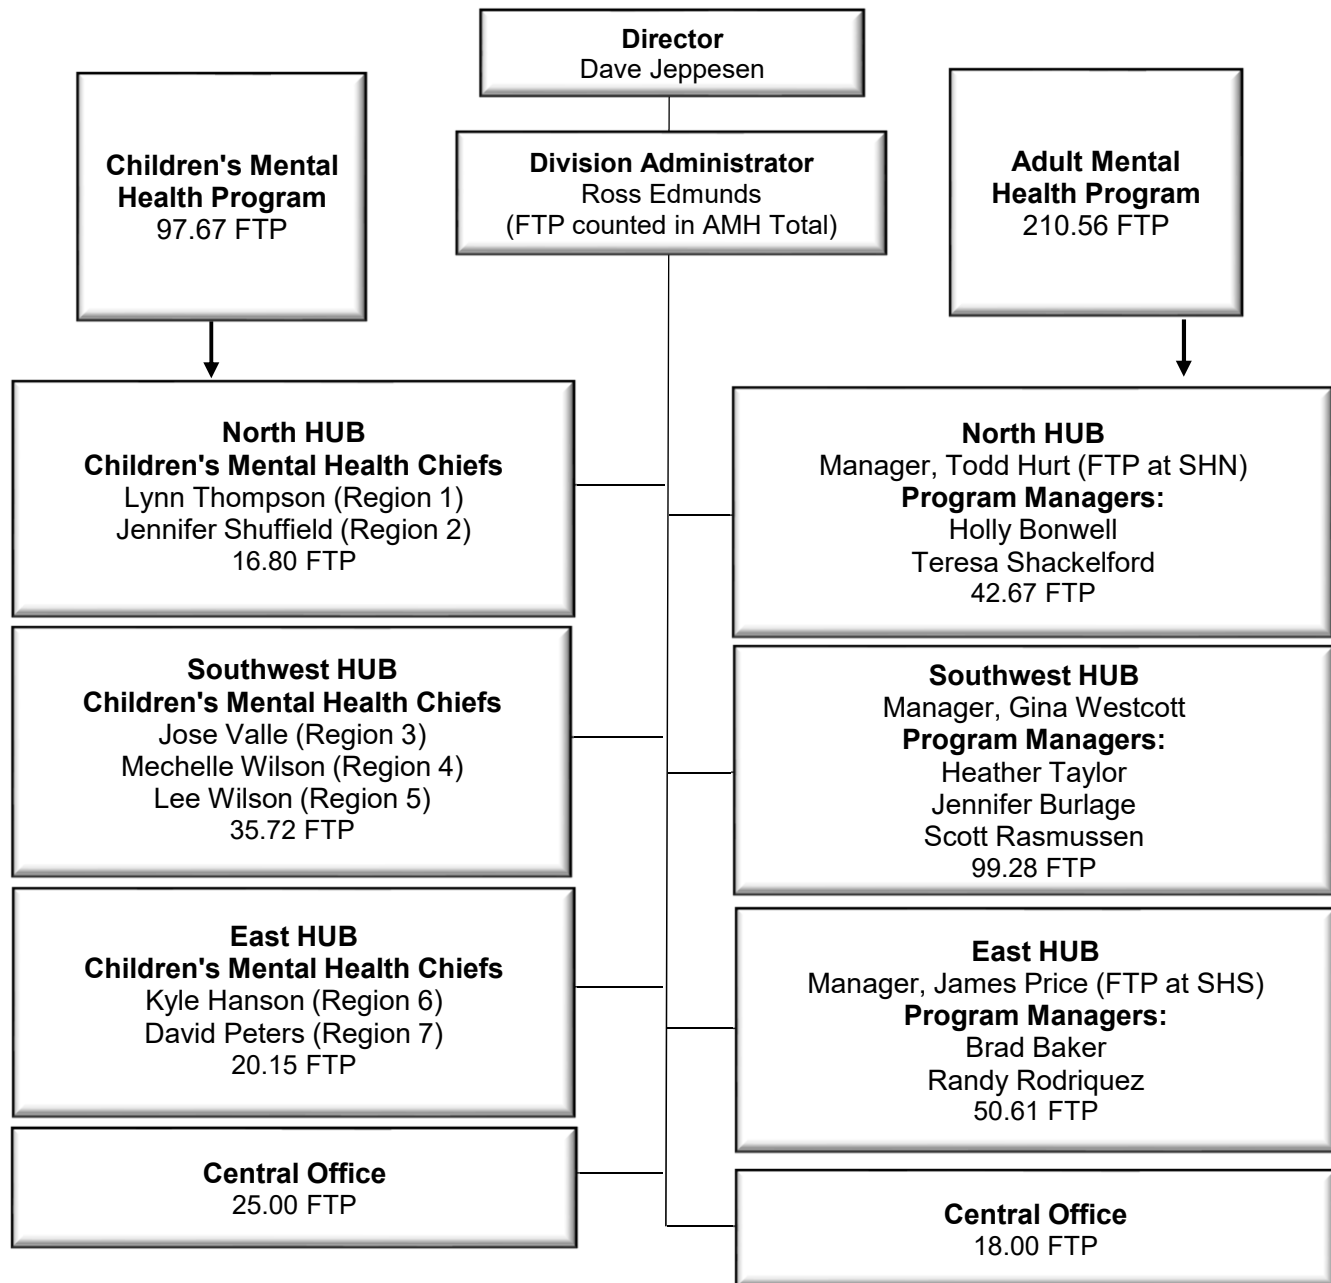 Director
Dave Jeppesen
Division Administrator
Ross Edmunds
(FTP counted in AMH Total)
Children's Mental
Health Program
97.67 FTP
Adult Mental
Health Program
210.56 FTP
North HUB
Children's Mental Health Chiefs
Lynn Thompson (Region 1)
Jennifer Shuffield (Region 2)
16.80 FTP
Southwest HUB
Children's Mental Health Chiefs
Jose Valle (Region 3)
Mechelle Wilson (Region 4)
Lee Wilson (Region 5)
35.72 FTP
East HUB
Children's Mental Health Chiefs
Kyle Hanson (Region 6)
David Peters (Region 7)
20.15 FTP
Central Office
25.00 FTP
North HUB
Manager, Todd Hurt (FTP at SHN)
Program Managers:
Holly Bonwell
Teresa Shackelford
42.67 FTP
Southwest HUB
Manager, Gina Westcott
Program Managers:
Heather Taylor
Jennifer Burlage
Scott Rasmussen
99.28 FTP
East HUB
Manager, James Price (FTP at SHS)
Program Managers:
Brad Baker
Randy Rodriquez
50.61 FTP
Central Office
18.00 FTP